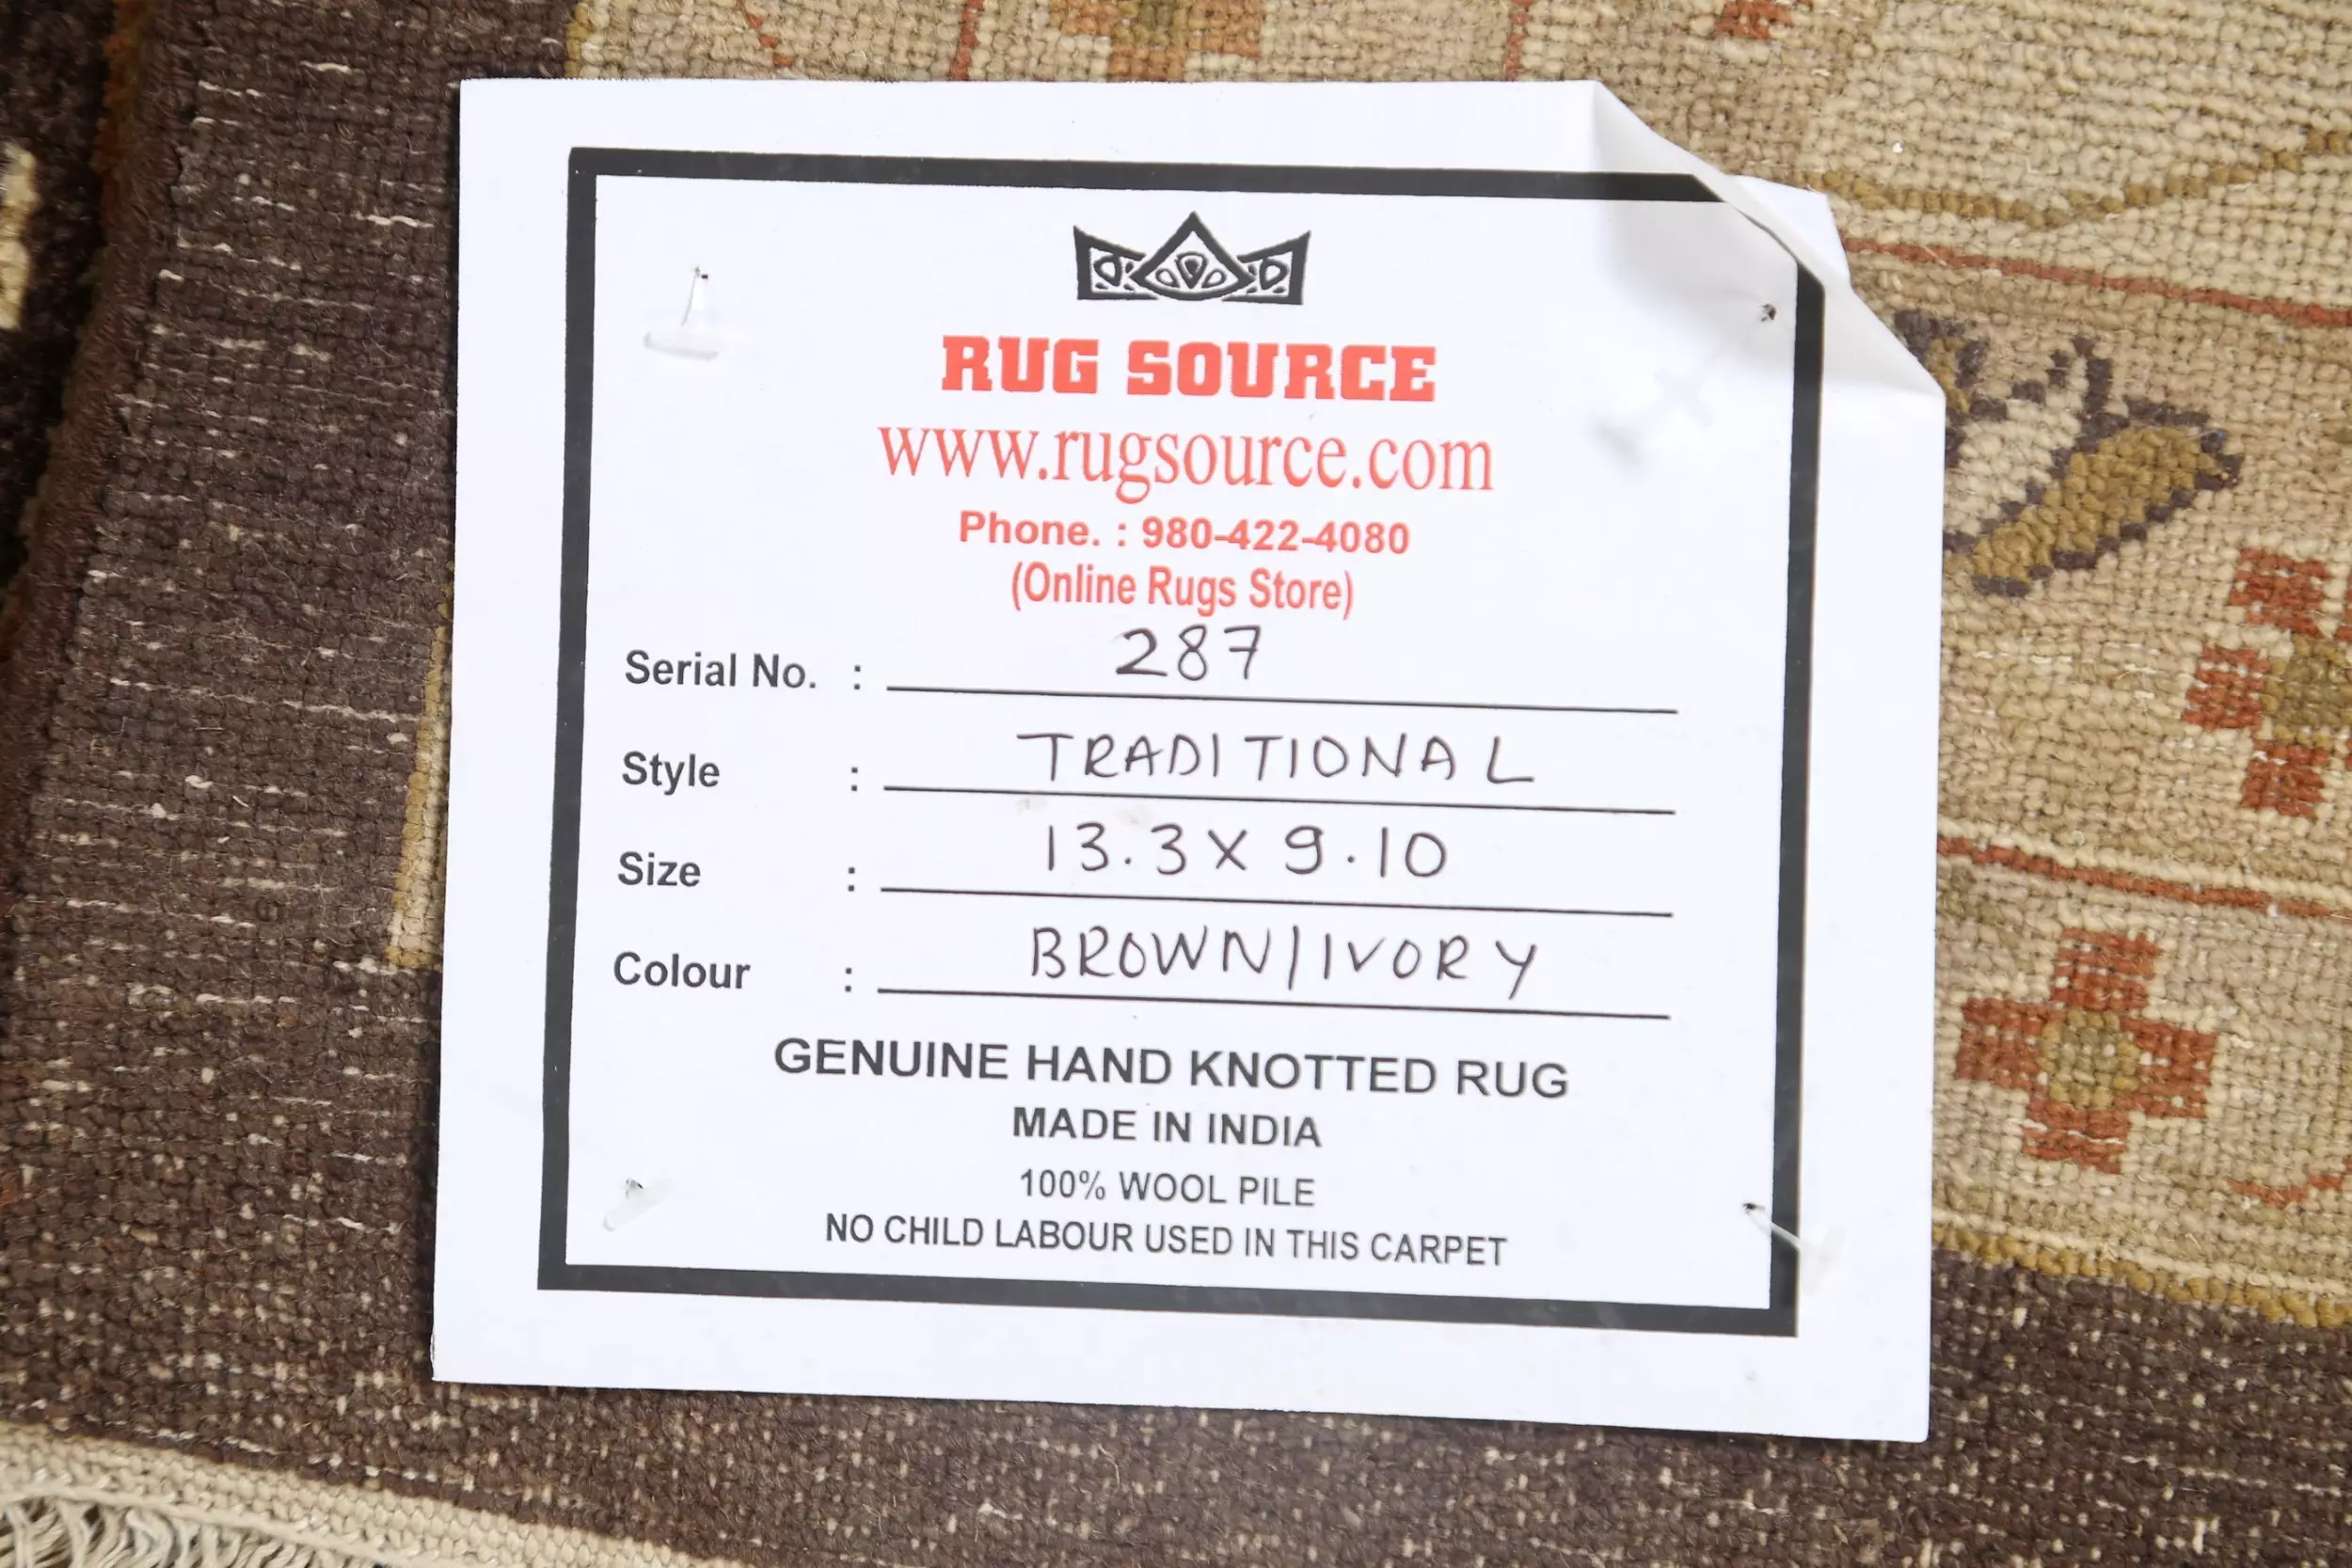 RUG SOURCE
www.rugsource.com
Phone. : 980-422-4080
(Online Rugs Store)
Serial No. : 287
Style : TRADITIONAL
Size : 13.3 X 9.10
Colour : BROWN/IVORY
GENUINE HAND KNOTTED RUG
MADE IN INDIA
100% WOOL PILE
NO CHILD LABOUR USED IN THIS CARPET